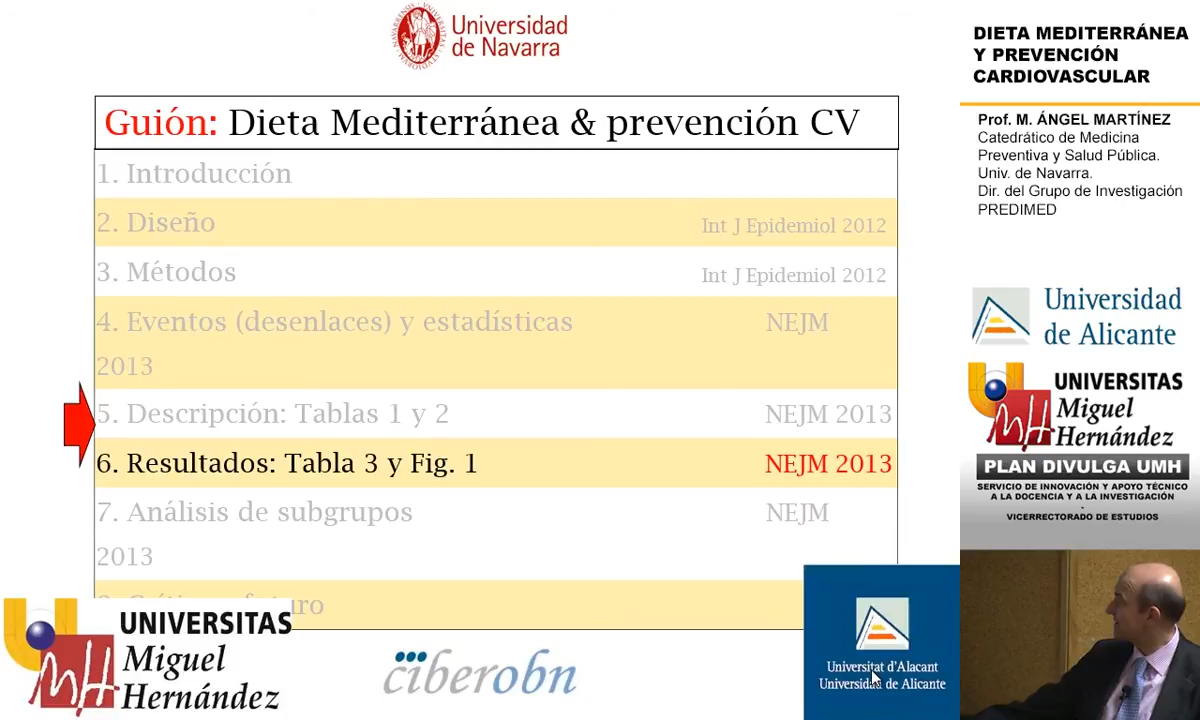 Universidad
de Navarra
Guión: Dieta Mediterránea & prevención CV
1. Introducción
2. Diseño Int J Epidemiol 2012
3. Métodos Int J Epidemiol 2012
4. Eventos (desenlaces) y estadísticas NEJM
2013
5. Descripción: Tablas 1 y 2 NEJM 2013
6. Resultados: Tabla 3 y Fig. 1 NEJM 2013
7. Análisis de subgrupos NEJM
2013
UNIVERSITAS
Miguel
Hernández
ciberobn
Universitat d'Alacant
Universidad de Alicante
DIETA MEDITERRÁNEA
Y PREVENCIÓN
CARDIOVASCULAR
Prof. M. ÁNGEL MARTÍNEZ
Catedrático de Medicina
Preventiva y Salud Pública.
Univ. de Navarra.
Dir. del Grupo de Investigación
PREDIMED
Universidad
de Alicante
UNIVERSITAS
Miguel
Hernández
PLAN DIVULGA UMH
SERVICIO DE INNOVACIÓN Y APOYO TÉCNICO
A LA DOCENCIA Y A LA INVESTIGACIÓN
-
VICERRECTORADO DE ESTUDIOS